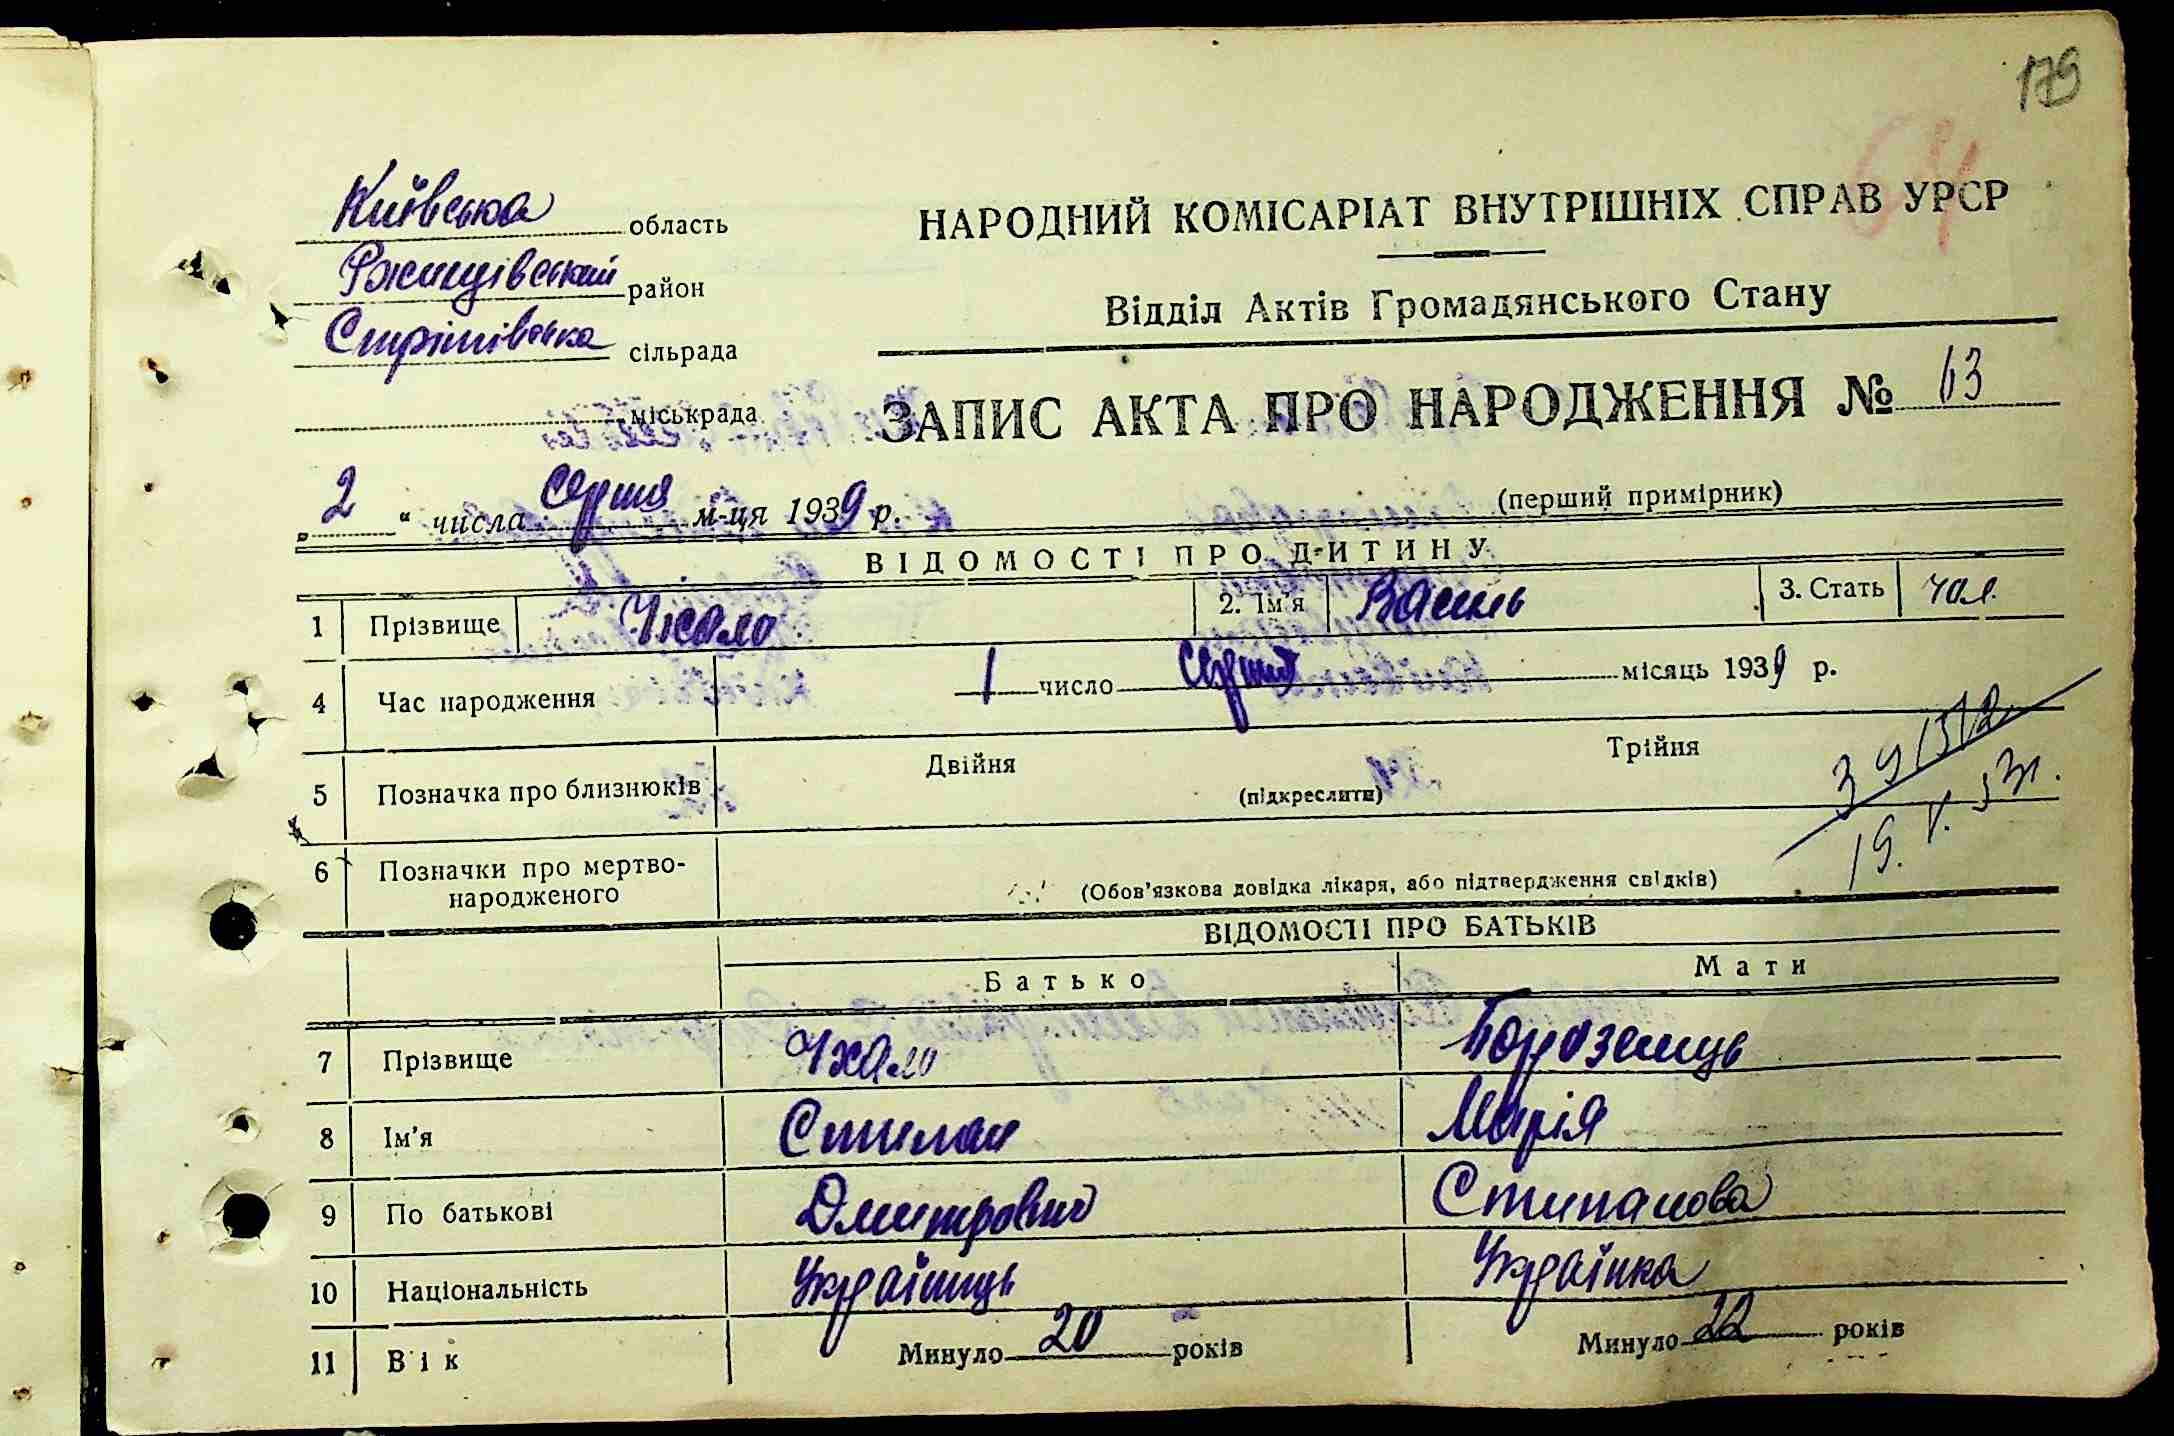 179
64
Київська область
НАРОДНИЙ КОМІСАРІАТ ВНУТРІШНІХ СПРАВ УРСР
Ржищівський район
Відділ Актів Громадянського Стану
Стрітівська сільрада
міськрада
ЗАПИС АКТА ПРО НАРОДЖЕННЯ № 63
„ 2 “ числа серпня м-ця 1939 р.
(перший примірник)
ВІДОМОСТІ ПРО ДИТИНУ
1 Прізвище Ужало 2. Ім'я Василь 3. Стать чол.
4 Час народження 1 число серпня місяць 1939 р.
5 Позначка про близнюків Двійня (підкреслити) Трійня
19. V. 53
6 Позначки про мертво-
народженого (Обов'язкова довідка лікаря, або підтвердження свідків)
ВІДОМОСТІ ПРО БАТЬКІВ
Батько Мати
7 Прізвище Борозенець
8 Ім'я Марія
9 По батькові Дмитрович Стипанова
10 Національність Українець Українка
11 Вік Минуло 20 років Минуло 22 років